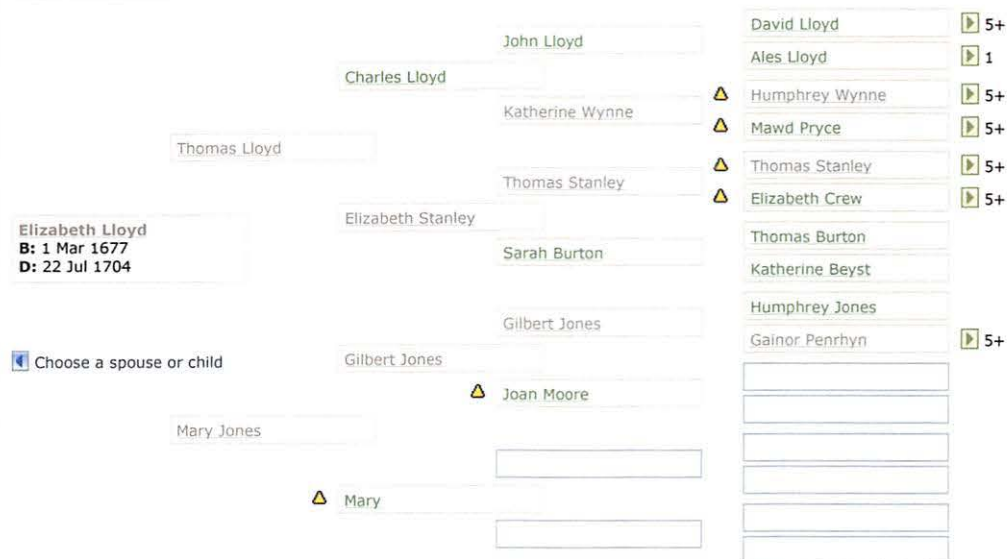 David Lloyd 5+
John Lloyd
Ales Lloyd 1
Charles Lloyd
Humphrey Wynne 5+
Katherine Wynne
Mawd Pryce 5+
Thomas Lloyd
Thomas Stanley 5+
Thomas Stanley
Elizabeth Crew 5+
Elizabeth Stanley
Elizabeth Lloyd
B: 1 Mar 1677
D: 22 Jul 1704
Thomas Burton
Sarah Burton
Katherine Beyst
Humphrey Jones
Gilbert Jones
Gainor Penrhyn 5+
Choose a spouse or child
Gilbert Jones
Joan Moore
Mary Jones
Mary